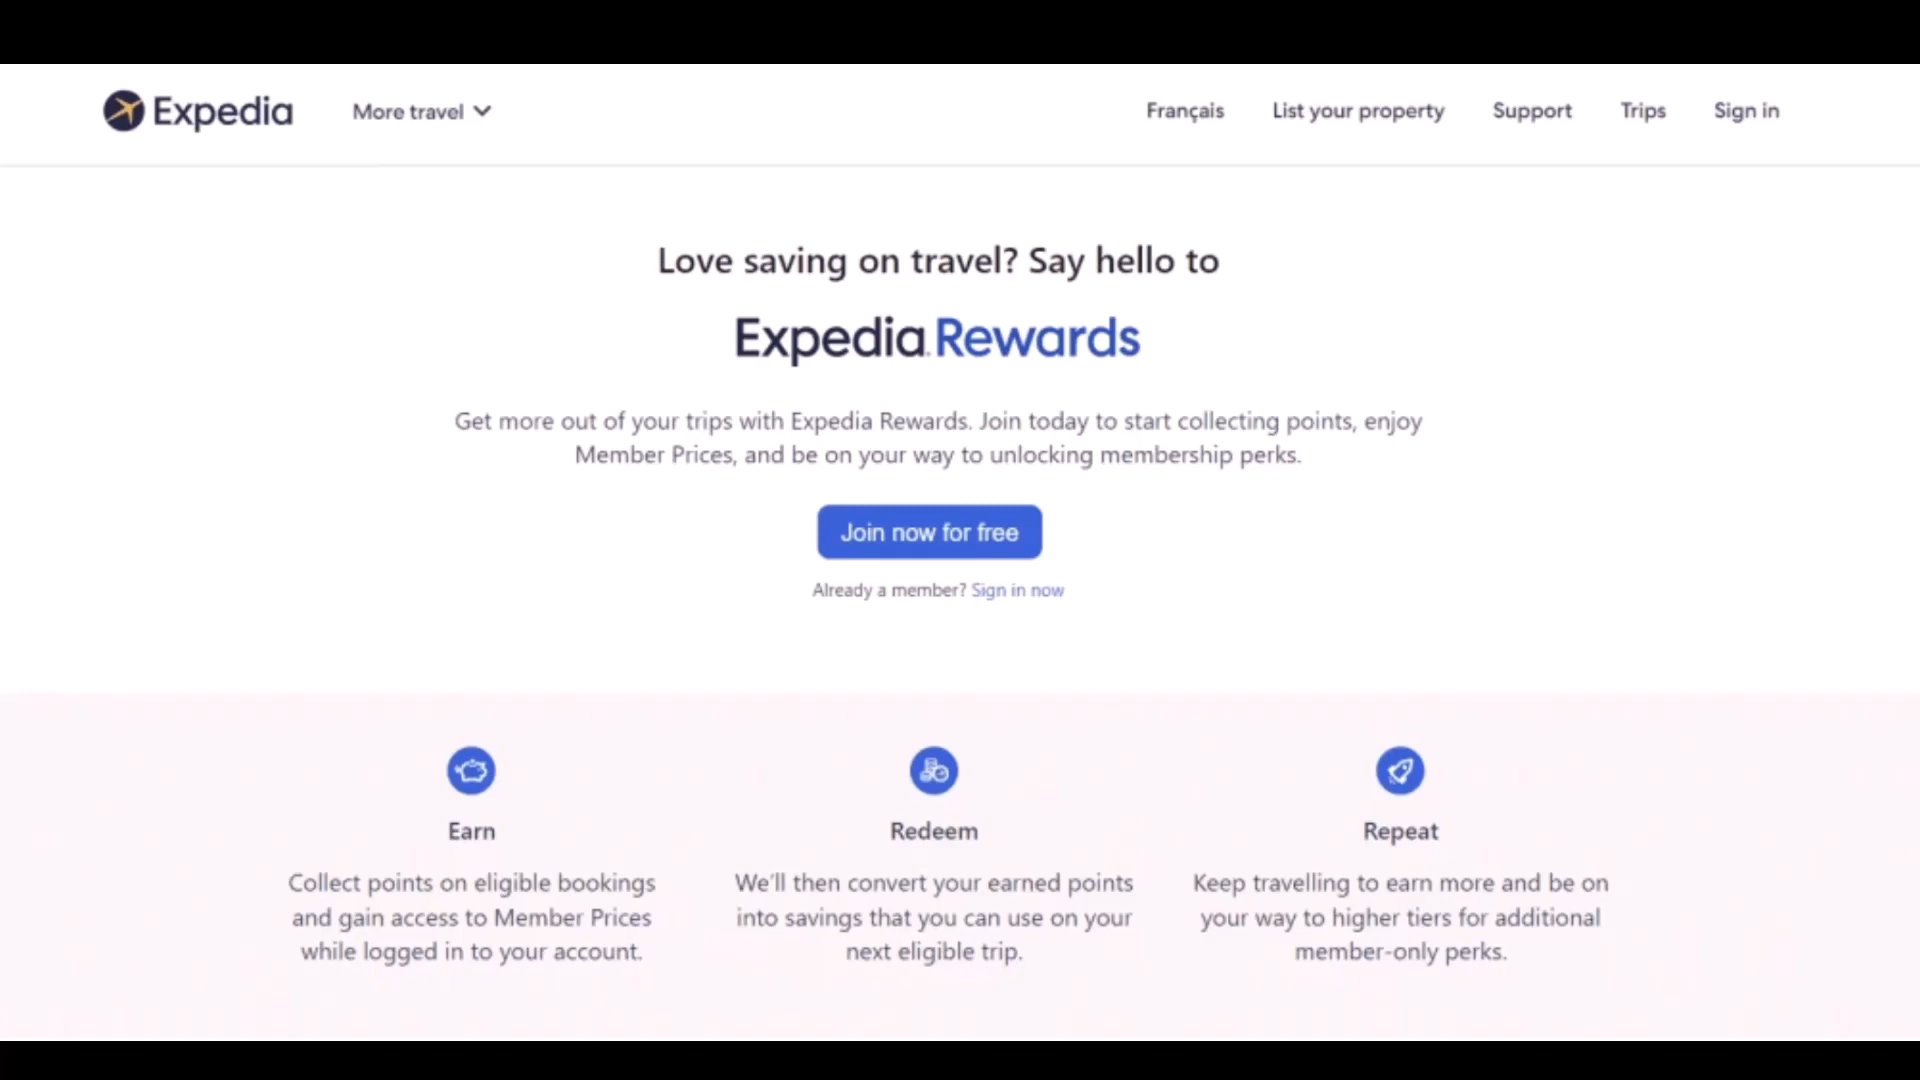 Expedia
More travel
Français
List your property
Support
Trips
Sign in
Love saving on travel? Say hello to
Expedia Rewards
Get more out of your trips with Expedia Rewards. Join today to start collecting points, enjoy
Member Prices, and be on your way to unlocking membership perks.
Join now for free
Already a member? Sign in now
Earn
Collect points on eligible bookings
and gain access to Member Prices
while logged in to your account.
Redeem
We'll then convert your earned points
into savings that you can use on your
next eligible trip.
Repeat
Keep travelling to earn more and be on
your way to higher tiers for additional
member-only perks.